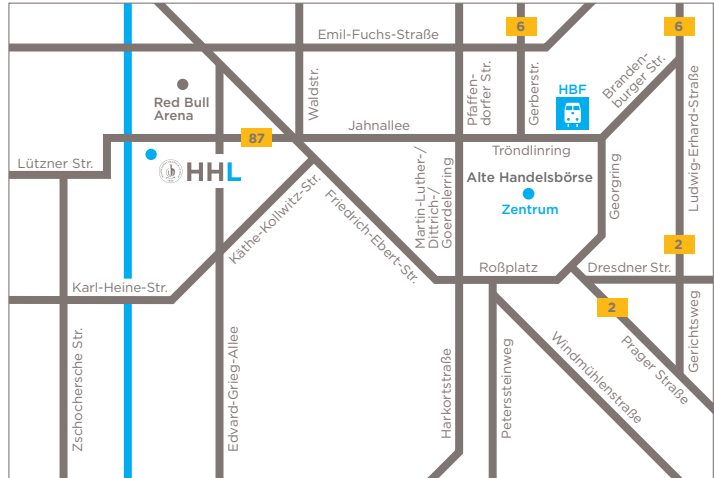 6
6
Emil-Fuchs-Straße
Waldstr.
Pfaffen-
dorfer Str.
Gerberstr.
HBF
Branden-
burger Str.
Ludwig-Erhard-Straße
Red Bull
Arena
87
Jahnallee
Tröndlinring
Lützner Str.
HHL
Alte Handelsbörse
Zentrum
Georgring
Martin-Luther-/
Dittrich-/
Goerdelerring
Käthe-Kollwitz-Str.
Friedrich-Ebert-Str.
2
Roßplatz
Dresdner Str.
Karl-Heine-Str.
2
Zschochersche Str.
Edvard-Grieg-Allee
Harkortstraße
Peterssteinweg
Windmühlenstraße
Prager Straße
Gerichtsweg